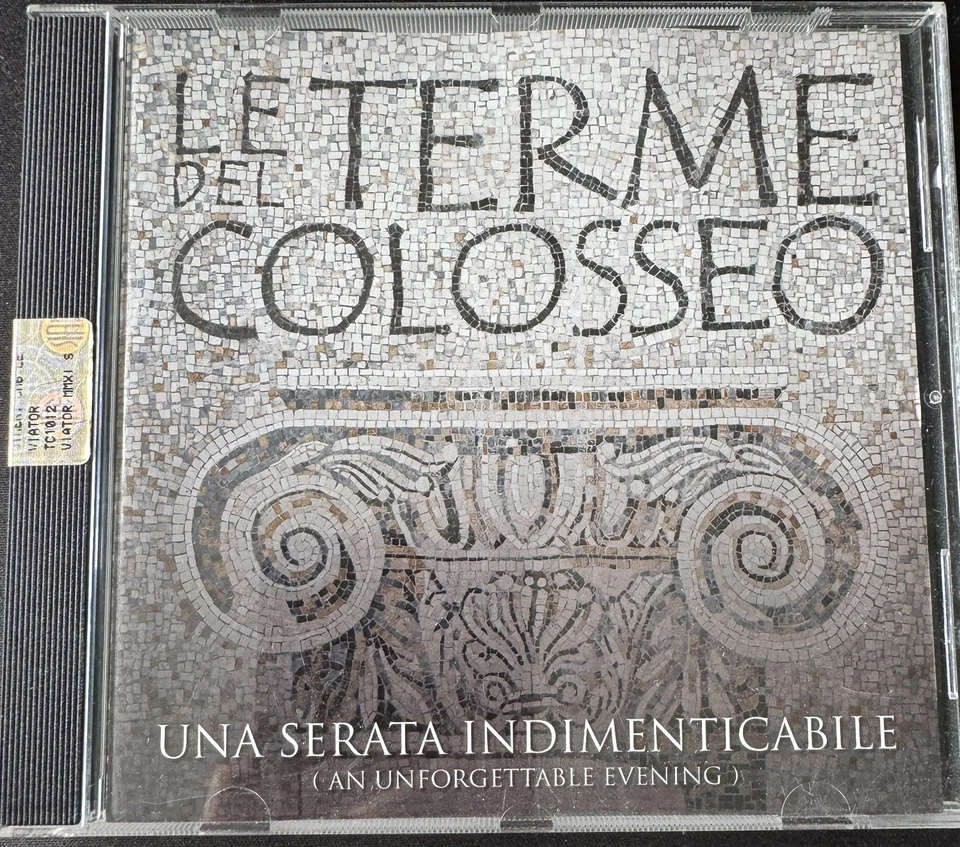 LE TERME
DEL
COLOSSEO
UNA SERATA INDIMENTICABILE
( AN UNFORGETTABLE EVENING )
VIATOR
TC1012
VIATOR MMXI S